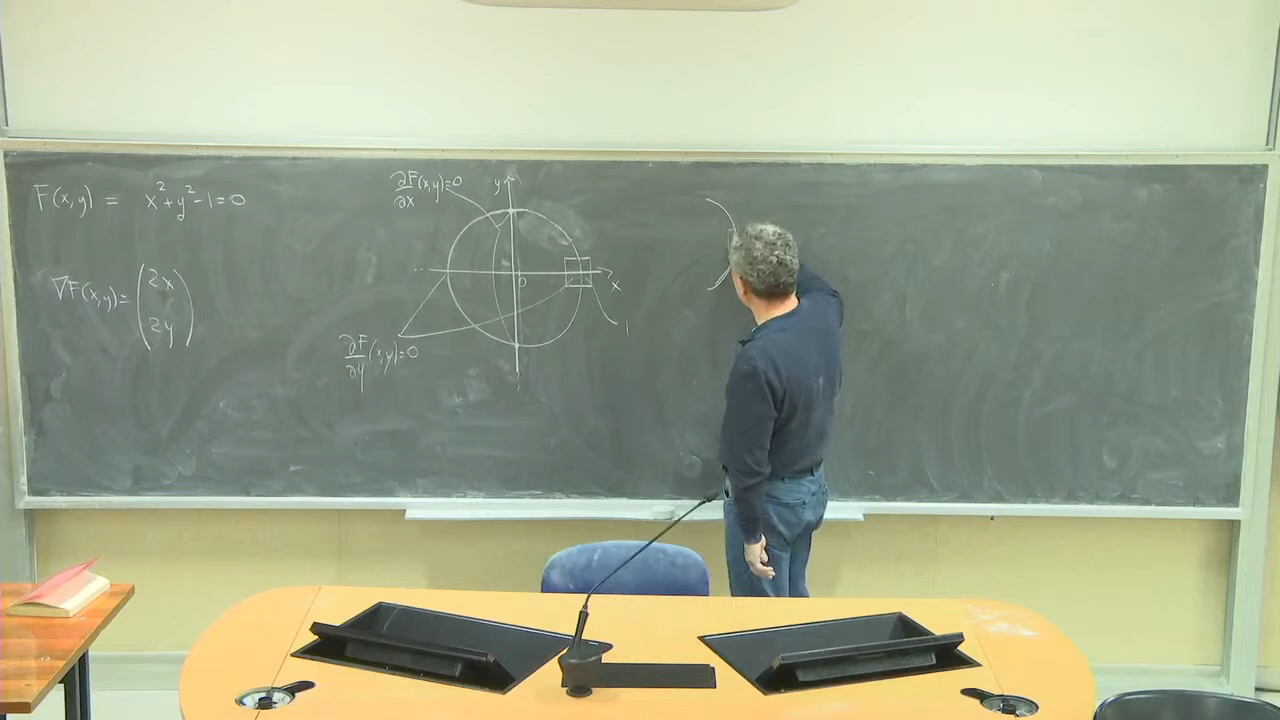 F(x,y) = x²+y²-1=0
∇F(x,y)= (2x
2y)
∂F/∂x (x,y)=0
y
0
x
1
∂F/∂y (x,y)=0